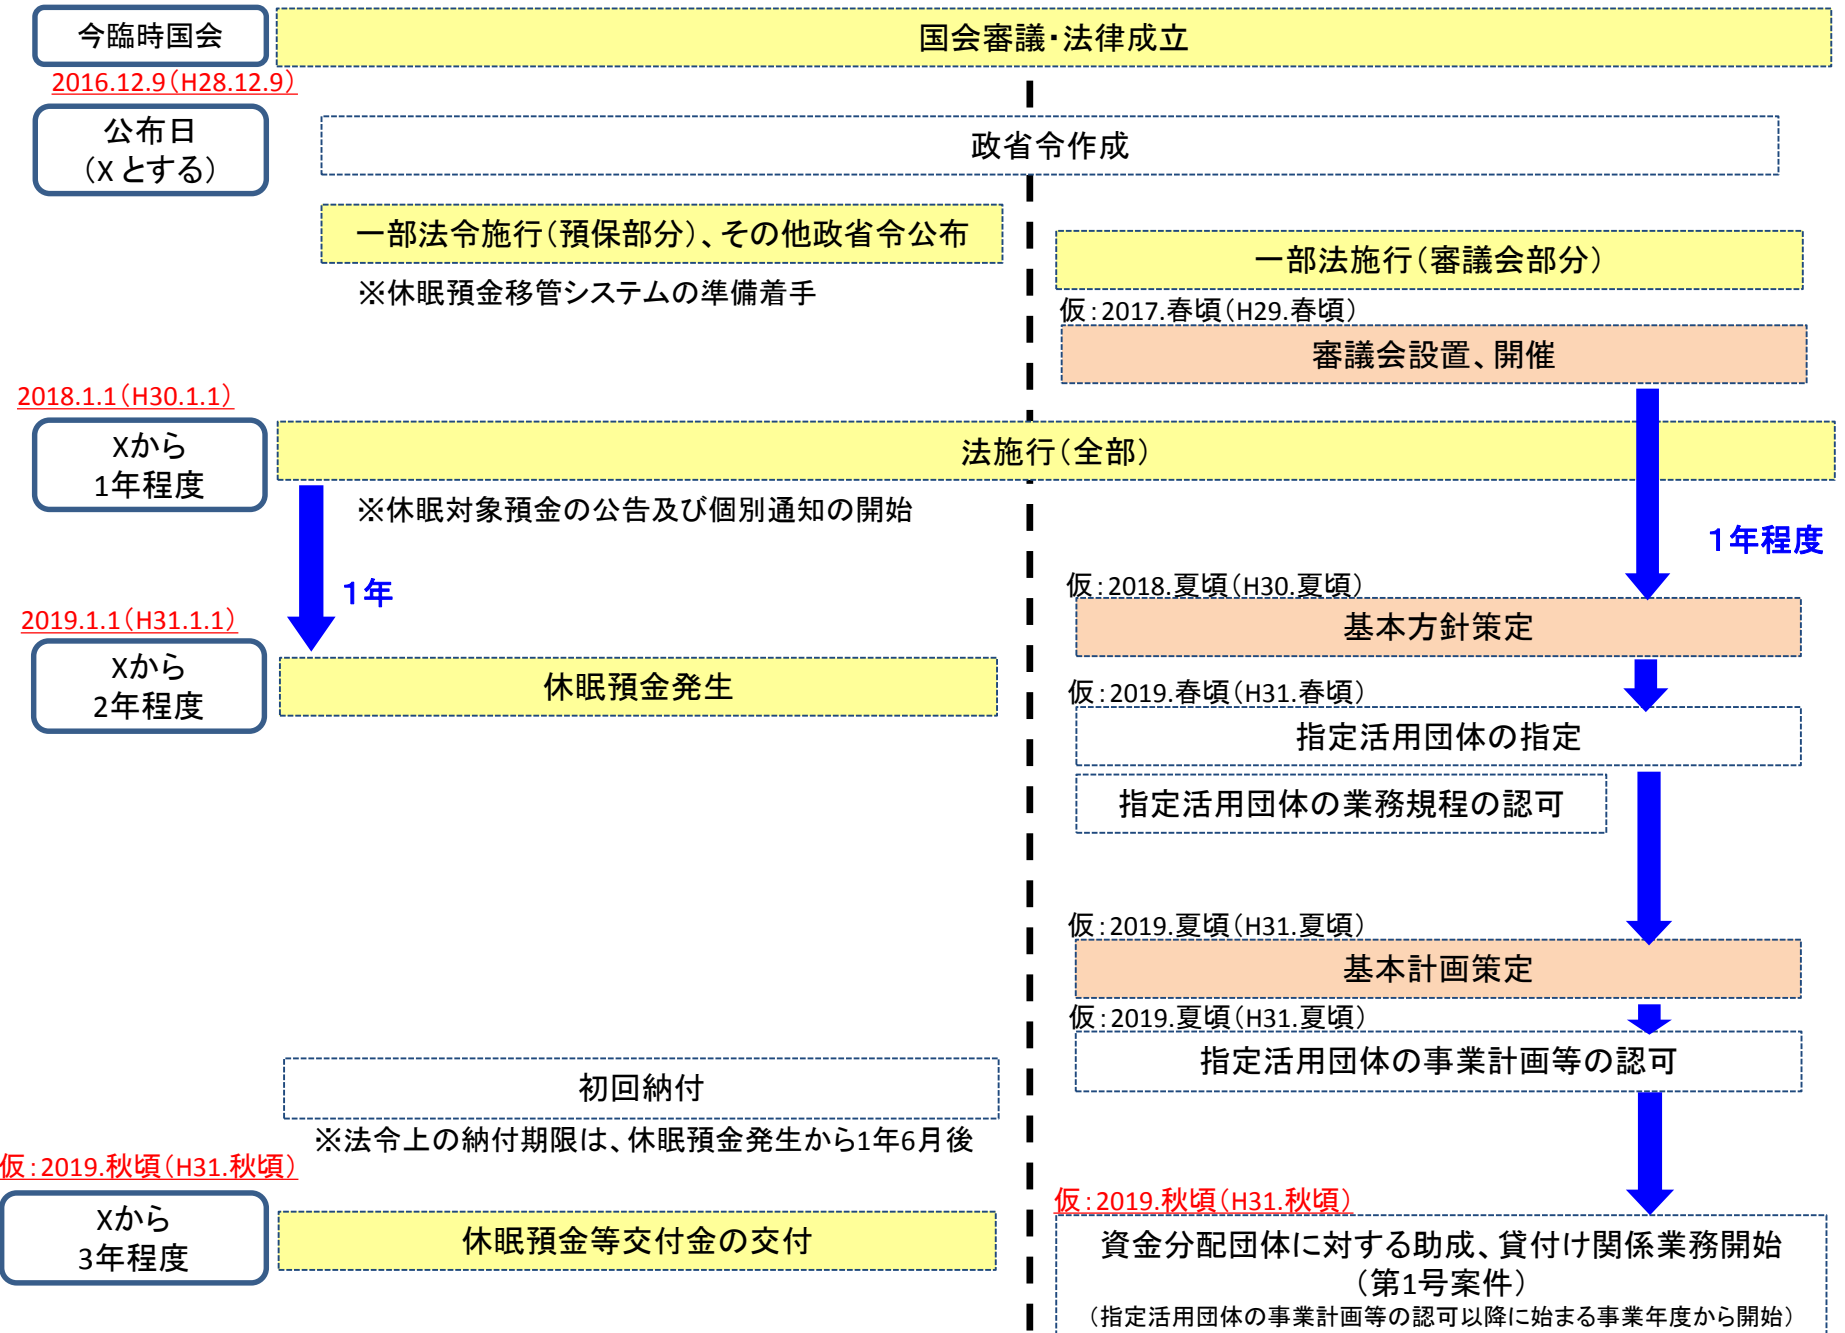 今臨時国会
国会審議・法律成立
2016.12.9（H28.12.9）
公布日
（X とする）
政省令作成
一部法令施行（預保部分）、その他政省令公布
※休眠預金移管システムの準備着手
一部法施行（審議会部分）
仮：2017.春頃（H29.春頃）
審議会設置、開催
2018.1.1（H30.1.1）
Xから
1年程度
法施行（全部）
※休眠対象預金の公告及び個別通知の開始
１年
１年程度
仮：2018.夏頃（H30.夏頃）
基本方針策定
2019.1.1（H31.1.1）
Xから
2年程度
休眠預金発生
仮：2019.春頃（H31.春頃）
指定活用団体の指定
指定活用団体の業務規程の認可
仮：2019.夏頃（H31.夏頃）
基本計画策定
仮：2019.夏頃（H31.夏頃）
指定活用団体の事業計画等の認可
初回納付
※法令上の納付期限は、休眠預金発生から1年6月後
仮：2019.秋頃（H31.秋頃）
Xから
3年程度
休眠預金等交付金の交付
仮：2019.秋頃（H31.秋頃）
資金分配団体に対する助成、貸付け関係業務開始
（第1号案件）
（指定活用団体の事業計画等の認可以降に始まる事業年度から開始）